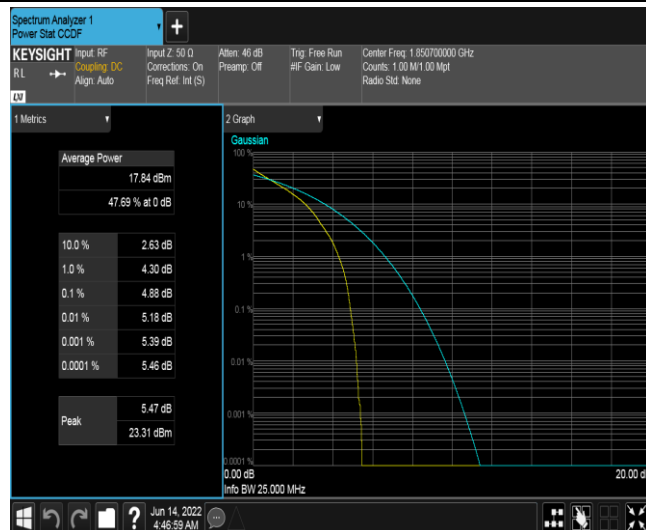 Spectrum Analyzer 1
Power Stat CCDF
KEYSIGHT
RL
LXI
Input: RF
Coupling: DC
Align: Auto
Input Z: 50 Ω
Corrections: On
Freq Ref: Int (S)
Atten: 46 dB
Preamp: Off
Trig: Free Run
#IF Gain: Low
Center Freq: 1.850700000 GHz
Counts: 1.00 M/1.00 Mpt
Radio Std: None
1 Metrics
Average Power
17.84 dBm
47.69 % at 0 dB
10.0 % 2.63 dB
1.0 % 4.30 dB
0.1 % 4.88 dB
0.01 % 5.18 dB
0.001 % 5.39 dB
0.0001 % 5.46 dB
Peak
5.47 dB
23.31 dBm
2 Graph
Gaussian
100 %
10 %
1 %
0.1 %
0.01 %
0.001 %
0.0001 %
0.00 dB
20.00 d
Info BW 25.000 MHz
?
Jun 14, 2022
4:46:59 AM